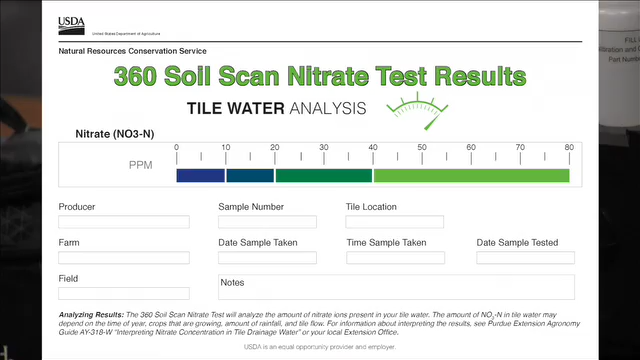 USDA
United States Department of Agriculture
Natural Resources Conservation Service
360 Soil Scan Nitrate Test Results
TILE WATER ANALYSIS
Nitrate (NO3-N)
PPM
0 10 20 30 40 50 60 70 80
Producer Sample Number Tile Location
Farm Date Sample Taken Time Sample Taken Date Sample Tested
Field Notes
Analyzing Results: The 360 Soil Scan Nitrate Test will analyze the amount of nitrate ions present in your tile water. The amount of NO3-N in tile water may
depend on the time of year, crops that are growing, amount of rainfall, and tile flow. For information about interpreting the results, see Purdue Extension Agronomy
Guide AY-318-W "Interpreting Nitrate Concentration in Tile Drainage Water" or your local Extension Office.
USDA is an equal opportunity provider and employer.
FILL
Part Number